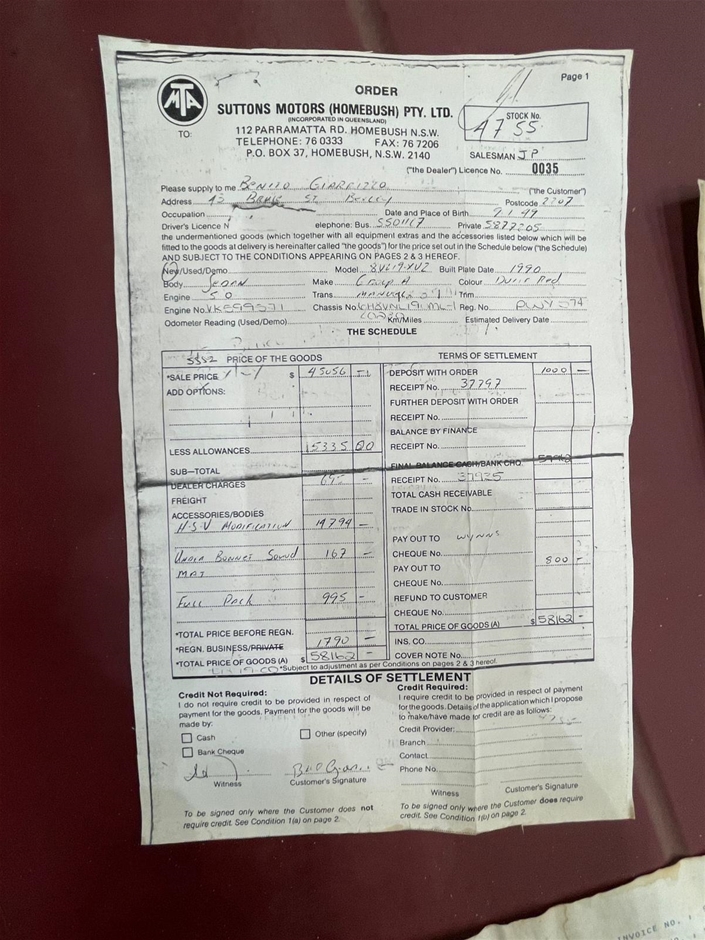 ORDER
Page 1
MTA
SUTTONS MOTORS (HOMEBUSH) PTY. LTD.
(INCORPORATED IN QUEENSLAND)
TO:
112 PARRAMATTA RD. HOMEBUSH N.S.W.
TELEPHONE: 76 0333 FAX: 76 7206
P.O. BOX 37, HOMEBUSH, N.S.W. 2140
STOCK No.
4755
SALESMAN J P
("the Dealer") Licence No. 0035
Please supply to me ("the Customer")
Address 42 St Bexley Postcode 2207
Occupation Date and Place of Birth
Driver's Licence N elephone: Bus. Private 5877205
the undermentioned goods (which together with all equipment extras and the accessories listed below which will be
fitted to the goods at delivery is hereinafter called "the goods") for the price set out in the Schedule below ("the Schedule")
AND SUBJECT TO THE CONDITIONS APPEARING ON PAGES 2 & 3 HEREOF.
New/Used/Demo Model Built Plate Date 1990
Body SEDAN Make Group A Colour Red
Engine 5.0 Trans. MANUAL Trim
Engine No. Chassis No. Reg. No.
Odometer Reading (Used/Demo) Km/Miles Estimated Delivery Date
THE SCHEDULE
PRICE OF THE GOODS
*SALE PRICE $ 45056
ADD OPTIONS:
LESS ALLOWANCES 15335 20
SUB—TOTAL
DEALER CHARGES
FREIGHT
ACCESSORIES/BODIES
H.S.V MODIFICATION 14794 —
UNDER BONNET SOUND 167 —
MAT
FULL PACK 995 —
*TOTAL PRICE BEFORE REGN.
*REGN. BUSINESS/PRIVATE 1790 —
*TOTAL PRICE OF GOODS (A) $ 58162 —
TERMS OF SETTLEMENT
DEPOSIT WITH ORDER 1000 —
RECEIPT No. 37797
FURTHER DEPOSIT WITH ORDER
RECEIPT No.
BALANCE BY FINANCE
RECEIPT No.
FINAL BALANCE CASH/BANK CHQ.
RECEIPT No. 37925
TOTAL CASH RECEIVABLE
TRADE IN STOCK No.
PAY OUT TO WYNNS
CHEQUE No. 800 —
PAY OUT TO
CHEQUE No.
REFUND TO CUSTOMER
CHEQUE No.
TOTAL PRICE OF GOODS (A) $ 58162 —
INS. CO.
COVER NOTE No.
*Subject to adjustment as per Conditions on pages 2 & 3 hereof.
DETAILS OF SETTLEMENT
Credit Not Required:
I do not require credit to be provided in respect of
payment for the goods. Payment for the goods will be
made by:
Cash
Other (specify)
Bank Cheque
Witness Customer's Signature
To be signed only where the Customer does not
require credit. See Condition 1(a) on page 2.
Credit Required:
I require credit to be provided in respect of payment
for the goods. Details of the application which I propose
to make/have made for credit are as follows:
Credit Provider:
Branch
Contact
Phone No.
Witness Customer's Signature
To be signed only where the Customer does require
credit. See Condition 1(b) on page 2.
INVOICE NO. :